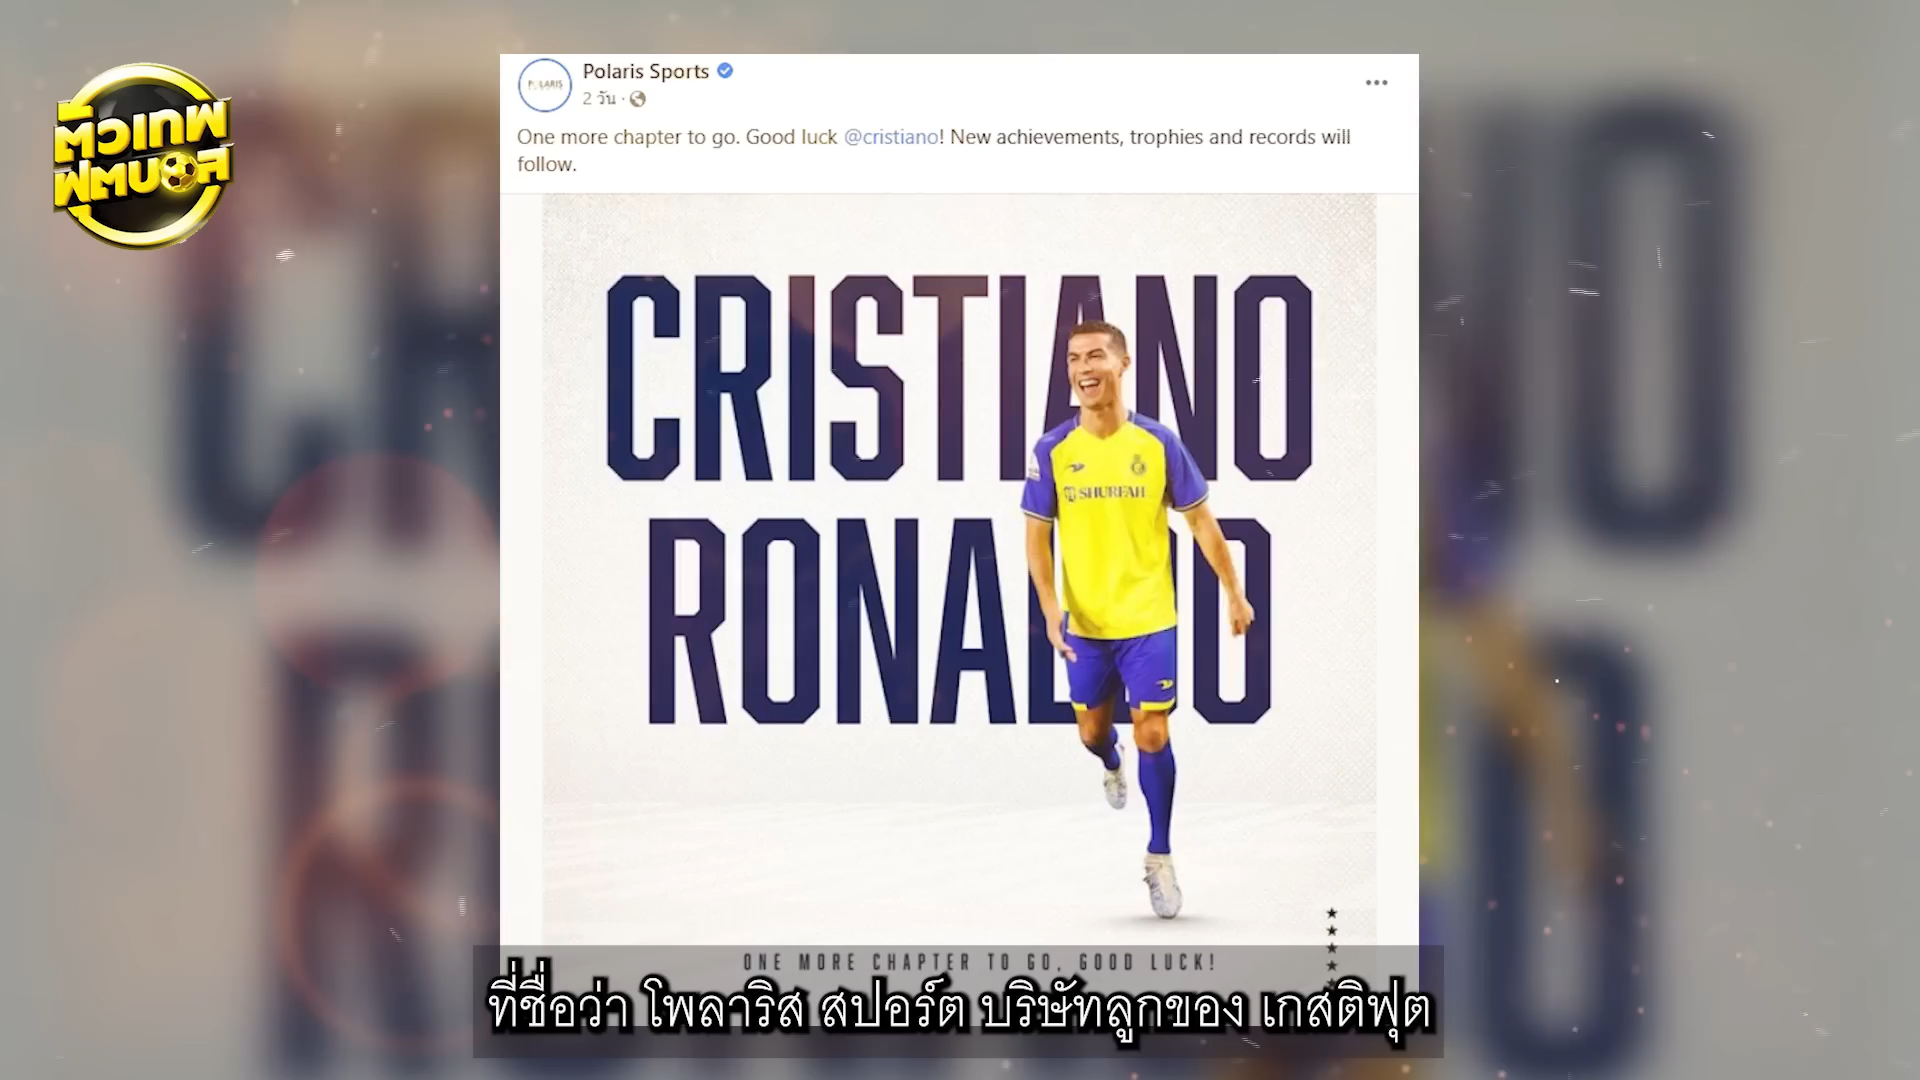 ติวเทพ
ฟุตบอล
POLARIS
Polaris Sports
2 วัน ·
One more chapter to go. Good luck @cristiano! New achievements, trophies and records will
follow.
CRISTIANO
RONALDO
SHURFAH
ONE MORE CHAPTER TO GO, GOOD LUCK!
ที่ชื่อว่า โพลาริส สปอร์ต บริษัทลูกของ เกสติฟุต